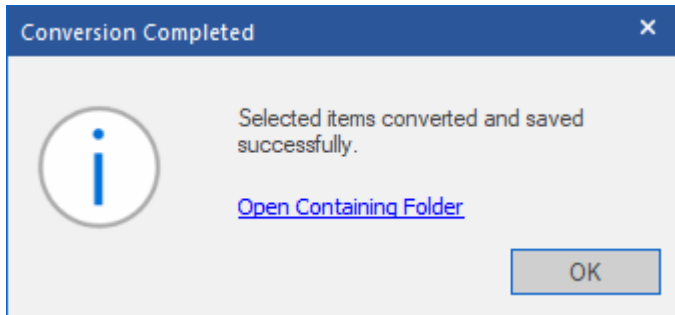 Conversion Completed
Selected items converted and saved
successfully.
Open Containing Folder
OK